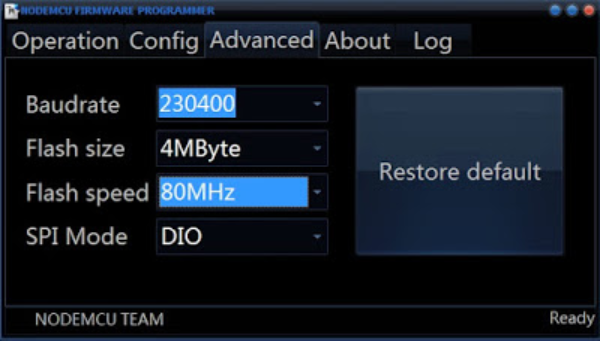 NODEMCU FIRMWARE PROGRAMMER
Operation Config Advanced About Log
Baudrate 230400
Flash size 4MByte
Flash speed 80MHz
SPI Mode DIO
Restore default
NODEMCU TEAM Ready